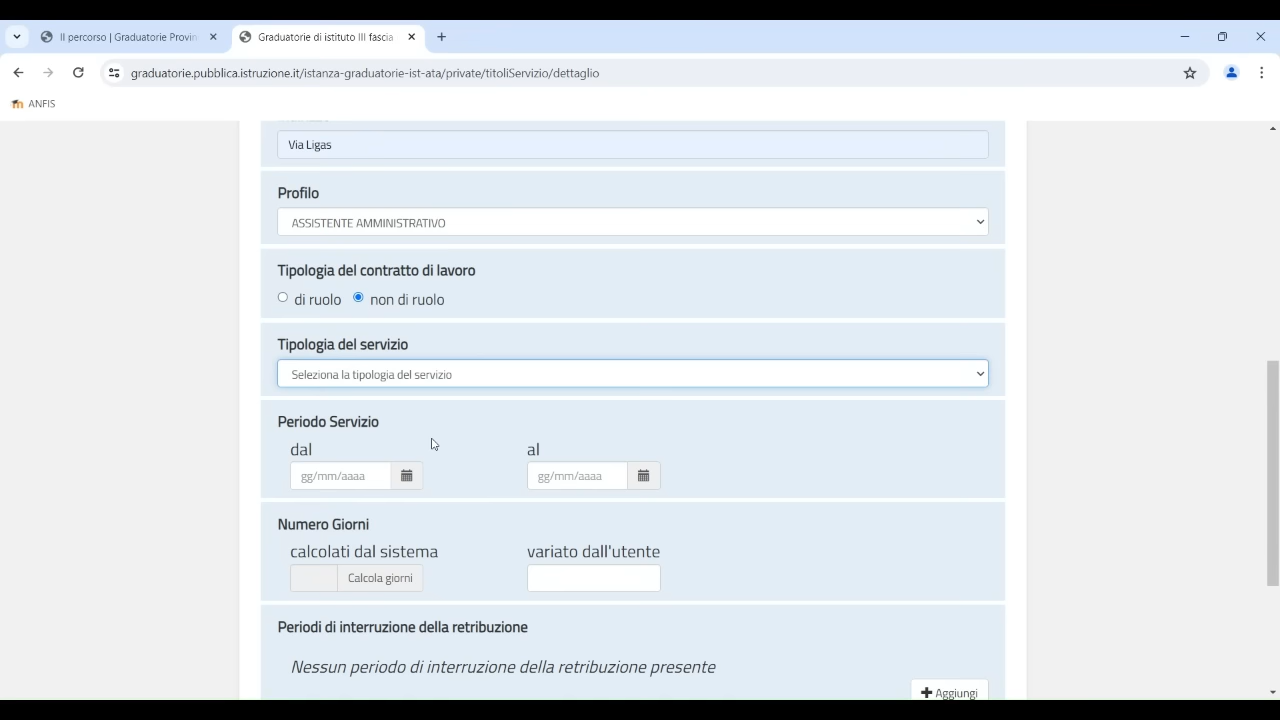 Il percorso | Graduatorie Provin
Graduatorie di istituto III fascia
graduatorie.pubblica.istruzione.it/istanza-graduatorie-ist-ata/private/titoliServizio/dettaglio
ANFIS
Via Ligas
Profilo
ASSISTENTE AMMINISTRATIVO
Tipologia del contratto di lavoro
di ruolo non di ruolo
Tipologia del servizio
Seleziona la tipologia del servizio
Periodo Servizio
dal al
gg/mm/aaaa gg/mm/aaaa
Numero Giorni
calcolati dal sistema variato dall'utente
Calcola giorni
Periodi di interruzione della retribuzione
Nessun periodo di interruzione della retribuzione presente
Aggiungi